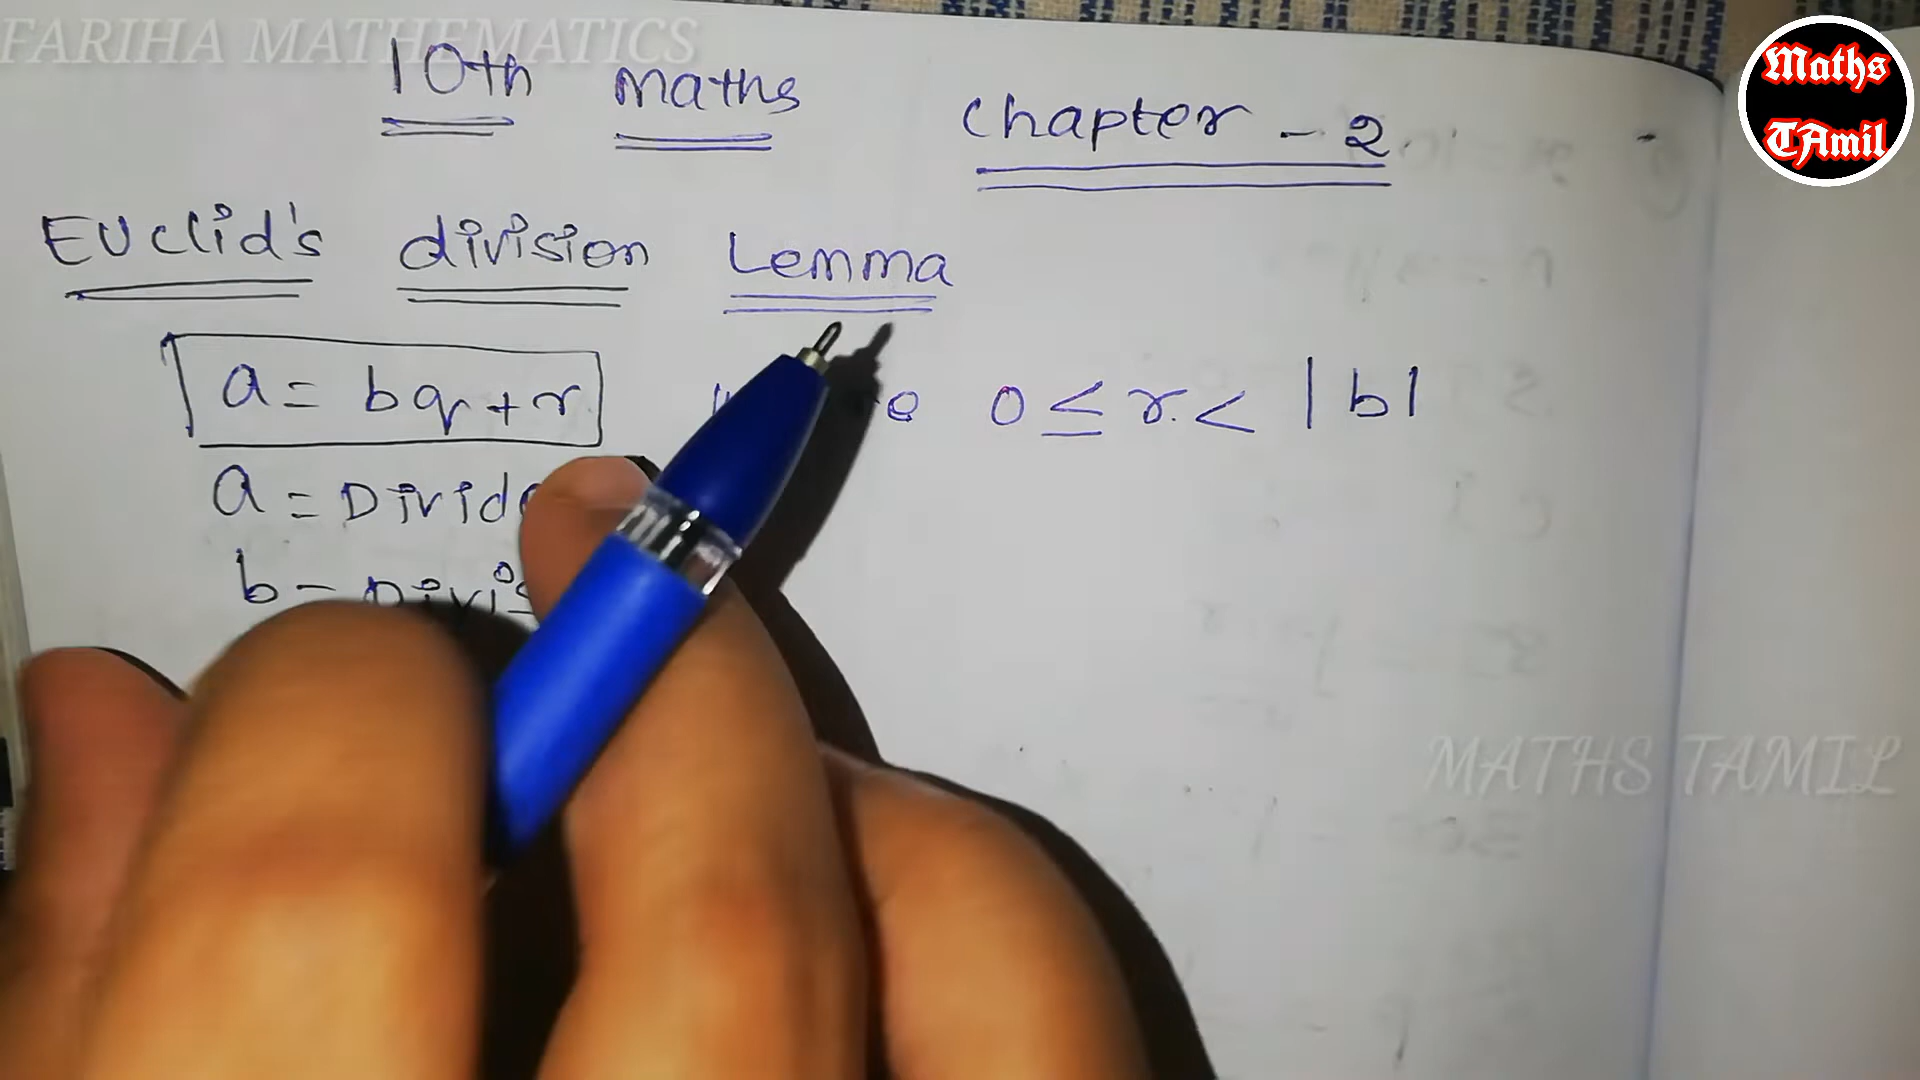 FARIHA MATHEMATICS
10th maths
chapter - 2
Maths
TAmil
Euclid's division Lemma
a = bq + r 0 ≤ r < |b|
a =
b -
MATHS TAMIL